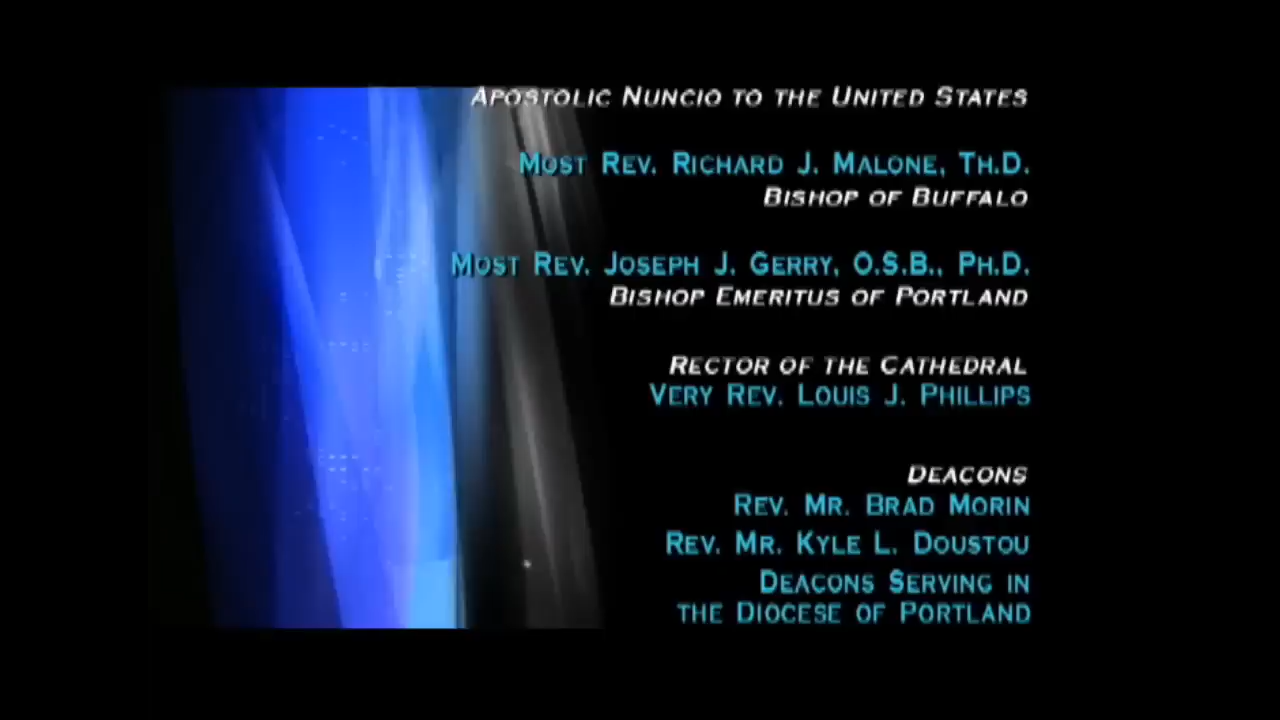 Apostolic Nuncio to the United States
Most Rev. Richard J. Malone, Th.D.
Bishop of Buffalo
Most Rev. Joseph J. Gerry, O.S.B., Ph.D.
Bishop Emeritus of Portland
Rector of the Cathedral
Very Rev. Louis J. Phillips
Deacons
Rev. Mr. Brad Morin
Rev. Mr. Kyle L. Doustou
Deacons Serving in
the Diocese of Portland